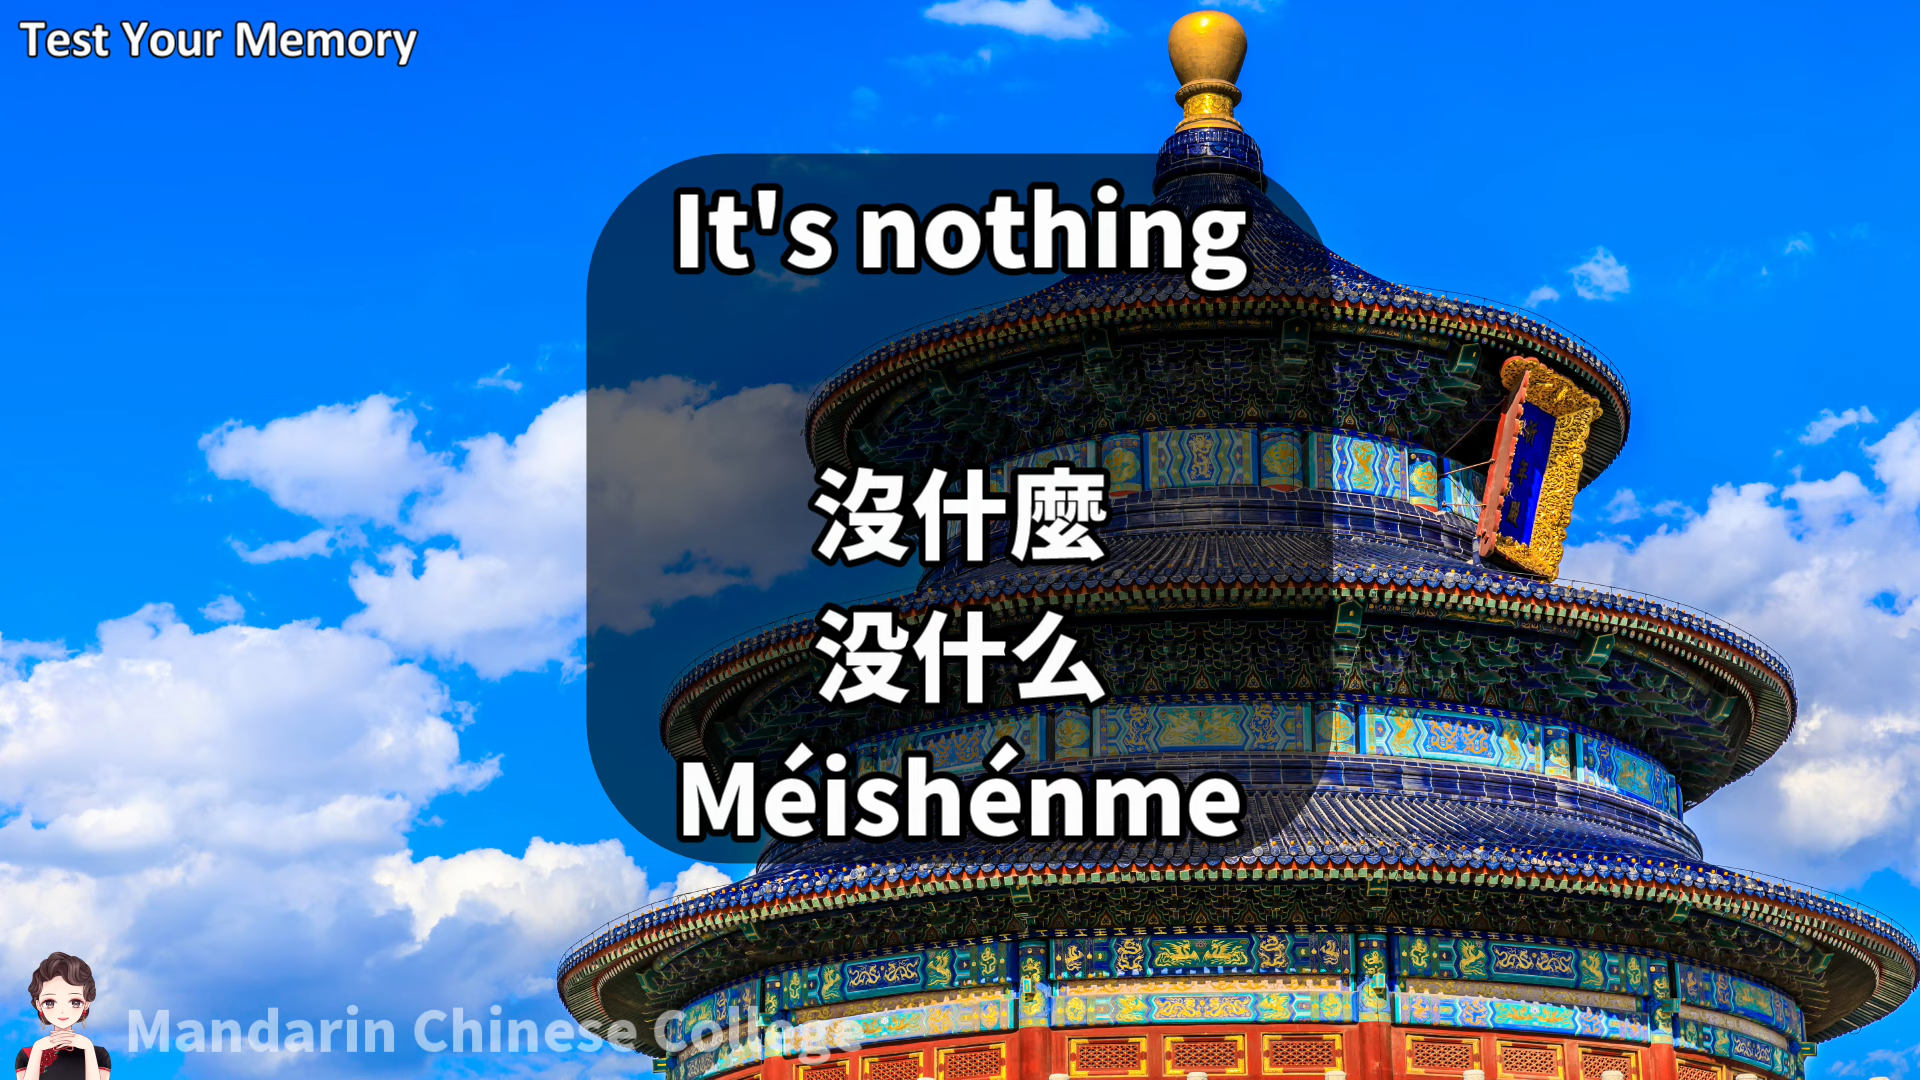 Test Your Memory
It's nothing
沒什麼
没什么
Méishénme
Mandarin Chinese College